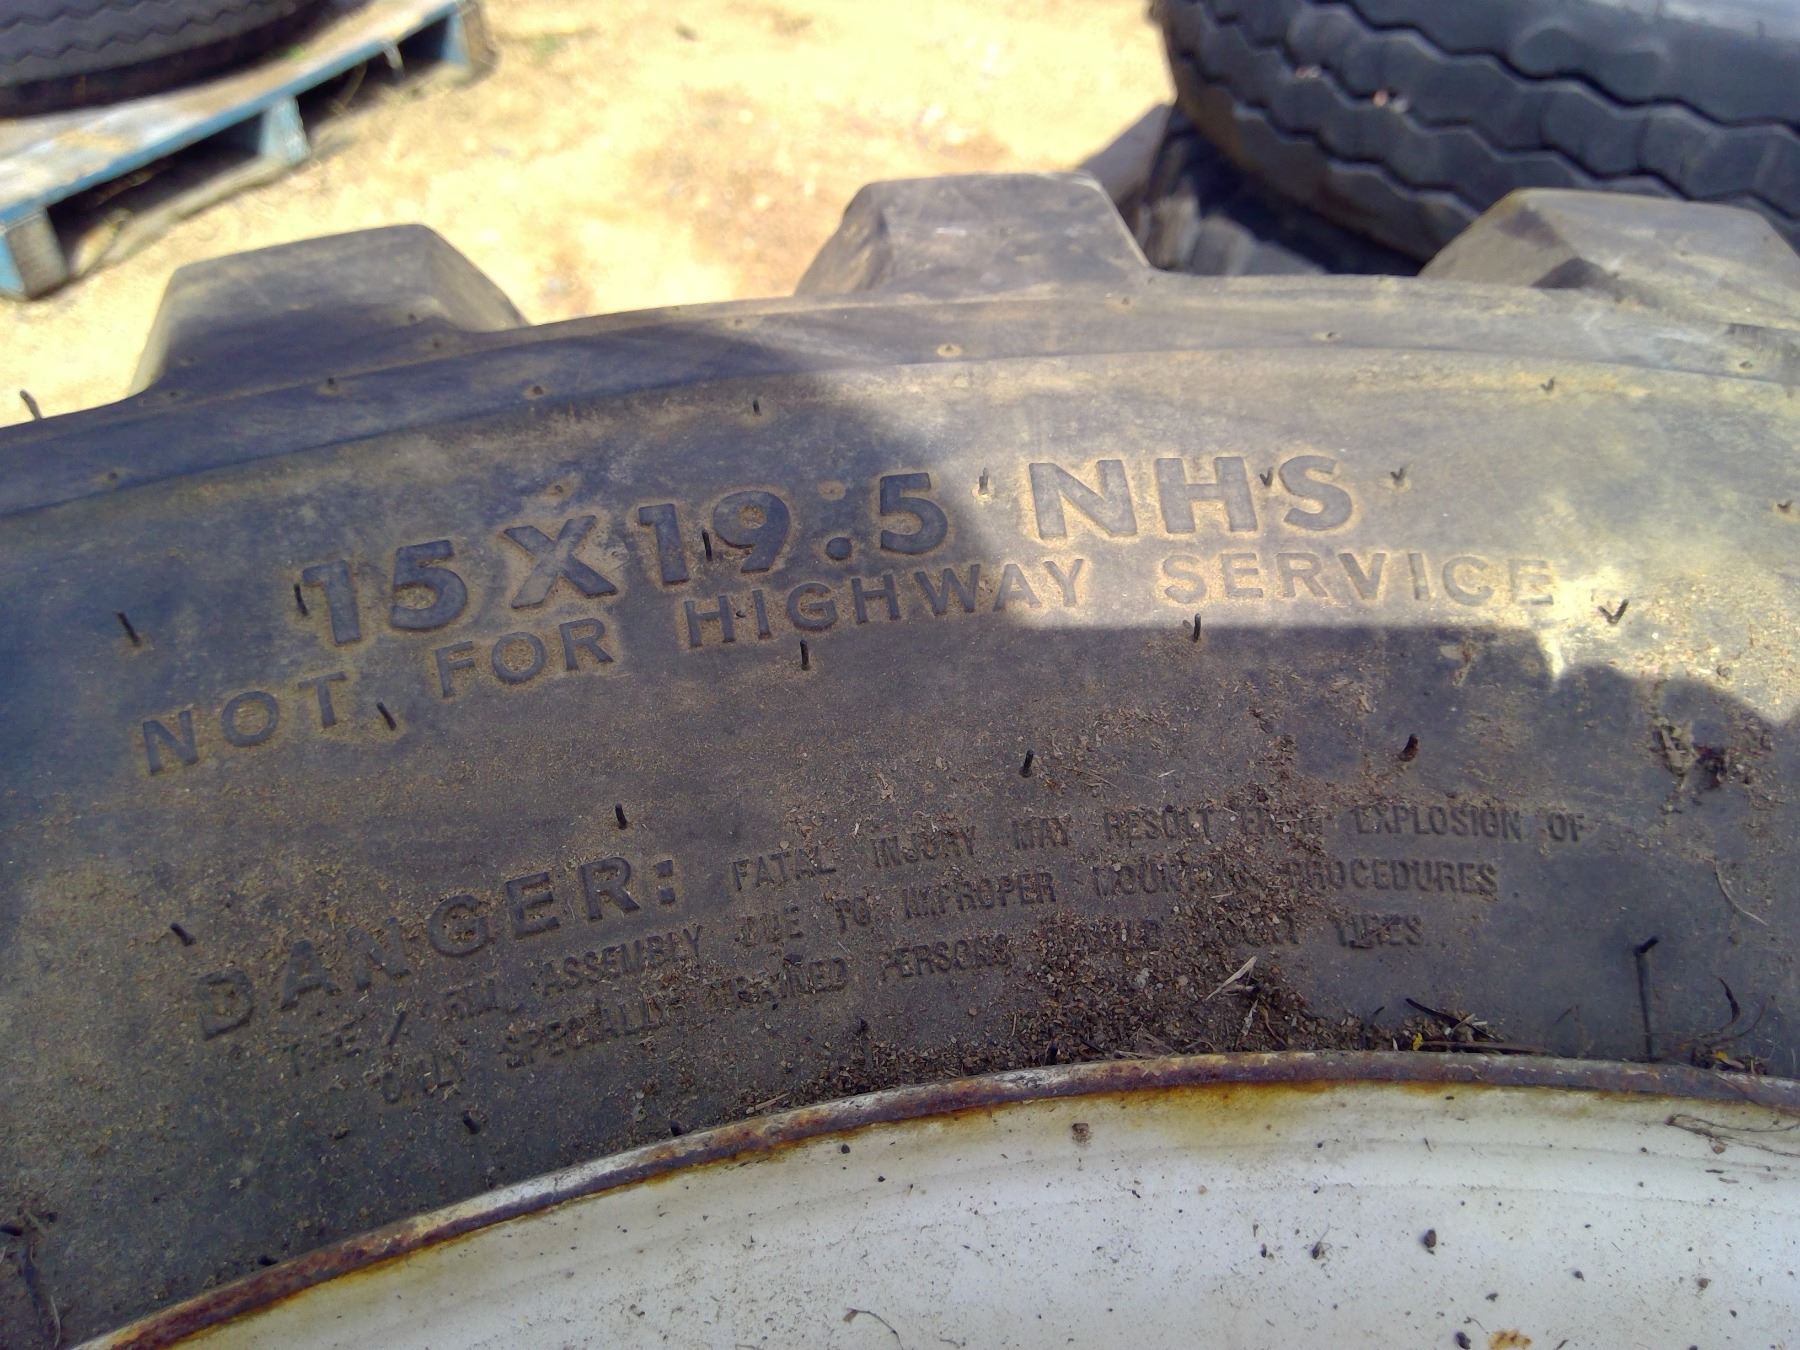 15X19.5 NHS
NOT FOR HIGHWAY SERVICE
DANGER: FATAL INJURY MAY RESULT FROM EXPLOSION OF
TIRE / RIM ASSEMBLY DUE TO IMPROPER MOUNTING PROCEDURES
ONLY SPECIALLY TRAINED PERSONS SHOULD MOUNT TIRES